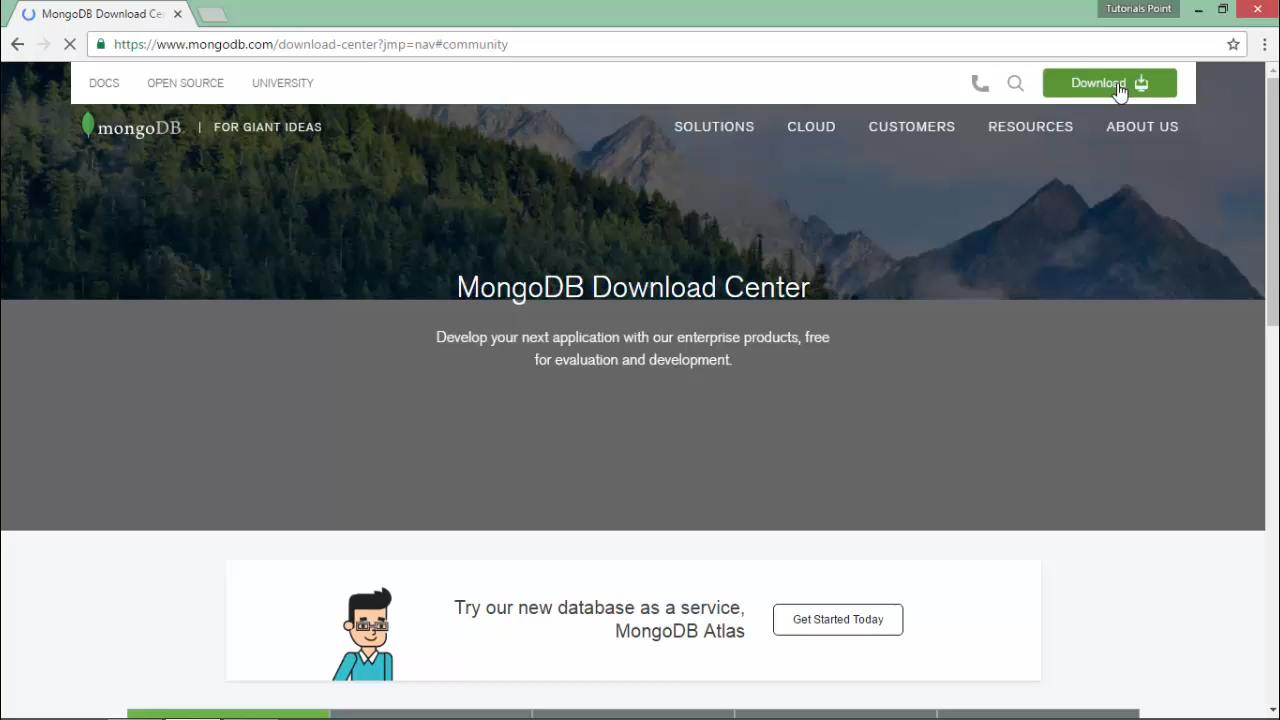 MongoDB Download Ce
Tutorials Point
https://www.mongodb.com/download-center?jmp=nav#community
DOCS OPEN SOURCE UNIVERSITY Download
mongoDB. | FOR GIANT IDEAS SOLUTIONS CLOUD CUSTOMERS RESOURCES ABOUT US
MongoDB Download Center
Develop your next application with our enterprise products, free
for evaluation and development.
Try our new database as a service,
MongoDB Atlas
Get Started Today